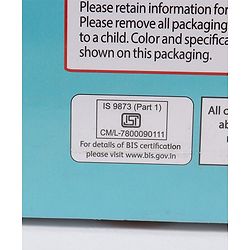 Please retain information for
Please remove all packaging
to a child. Color and specifica
shown on this packaging.
IS 9873 (Part 1)
ISI
CM/L-7800090111
For details of BIS certification
please visit www.bis.gov.in
All c
ab